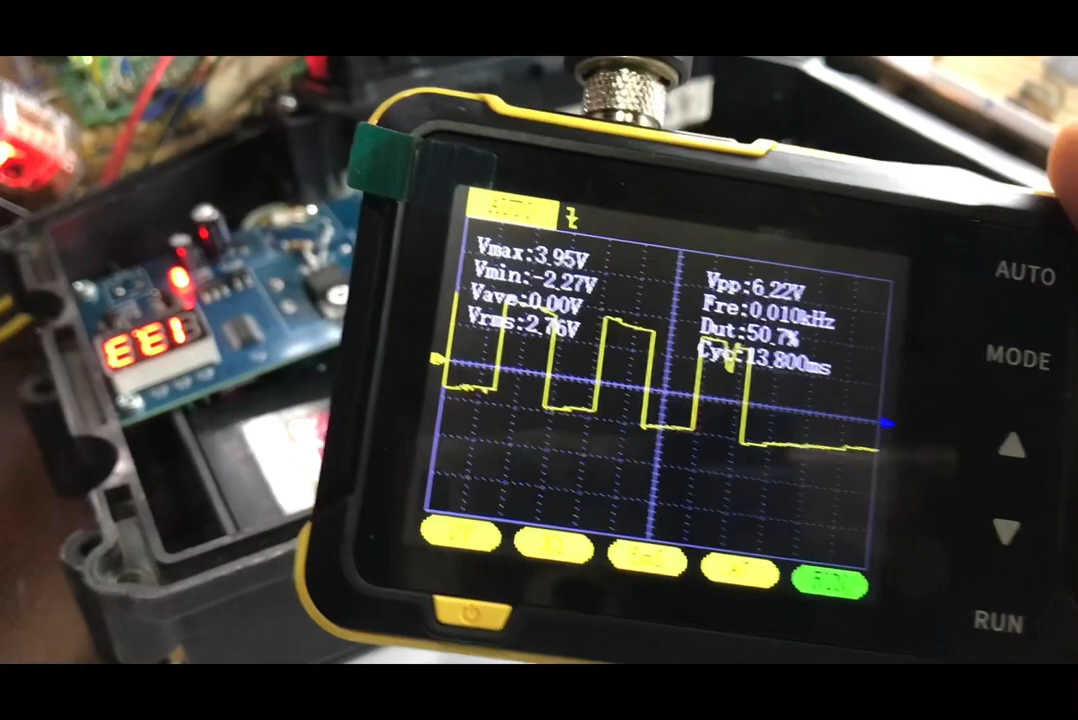 AUTO
Vmax:3.95V
Vmin:-2.27V
Vave:0.00V
Vrms:2.76V
Vpp:6.22V
Fre:0.010kHz
Dut:50.7%
Cyc:13.800ms
AUTO
MODE
RUN
EE1